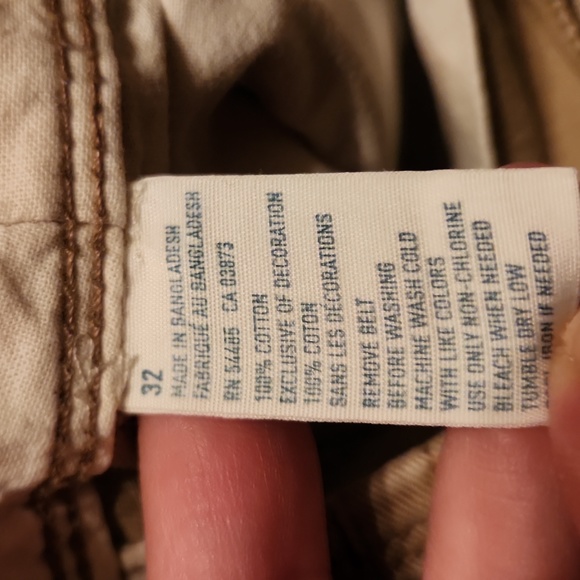 32
MADE IN BANGLADESH
FABRIQUÉ AU BANGLADESH
RN 54485 CA 03873
100% COTTON
EXCLUSIVE OF DECORATION
100% COTON
SANS LES DÉCORATIONS
REMOVE BELT
BEFORE WASHING
MACHINE WASH COLD
WITH LIKE COLORS
USE ONLY NON-CHLORINE
BLEACH WHEN NEEDED
TUMBLE DRY LOW
IRON IF NEEDED